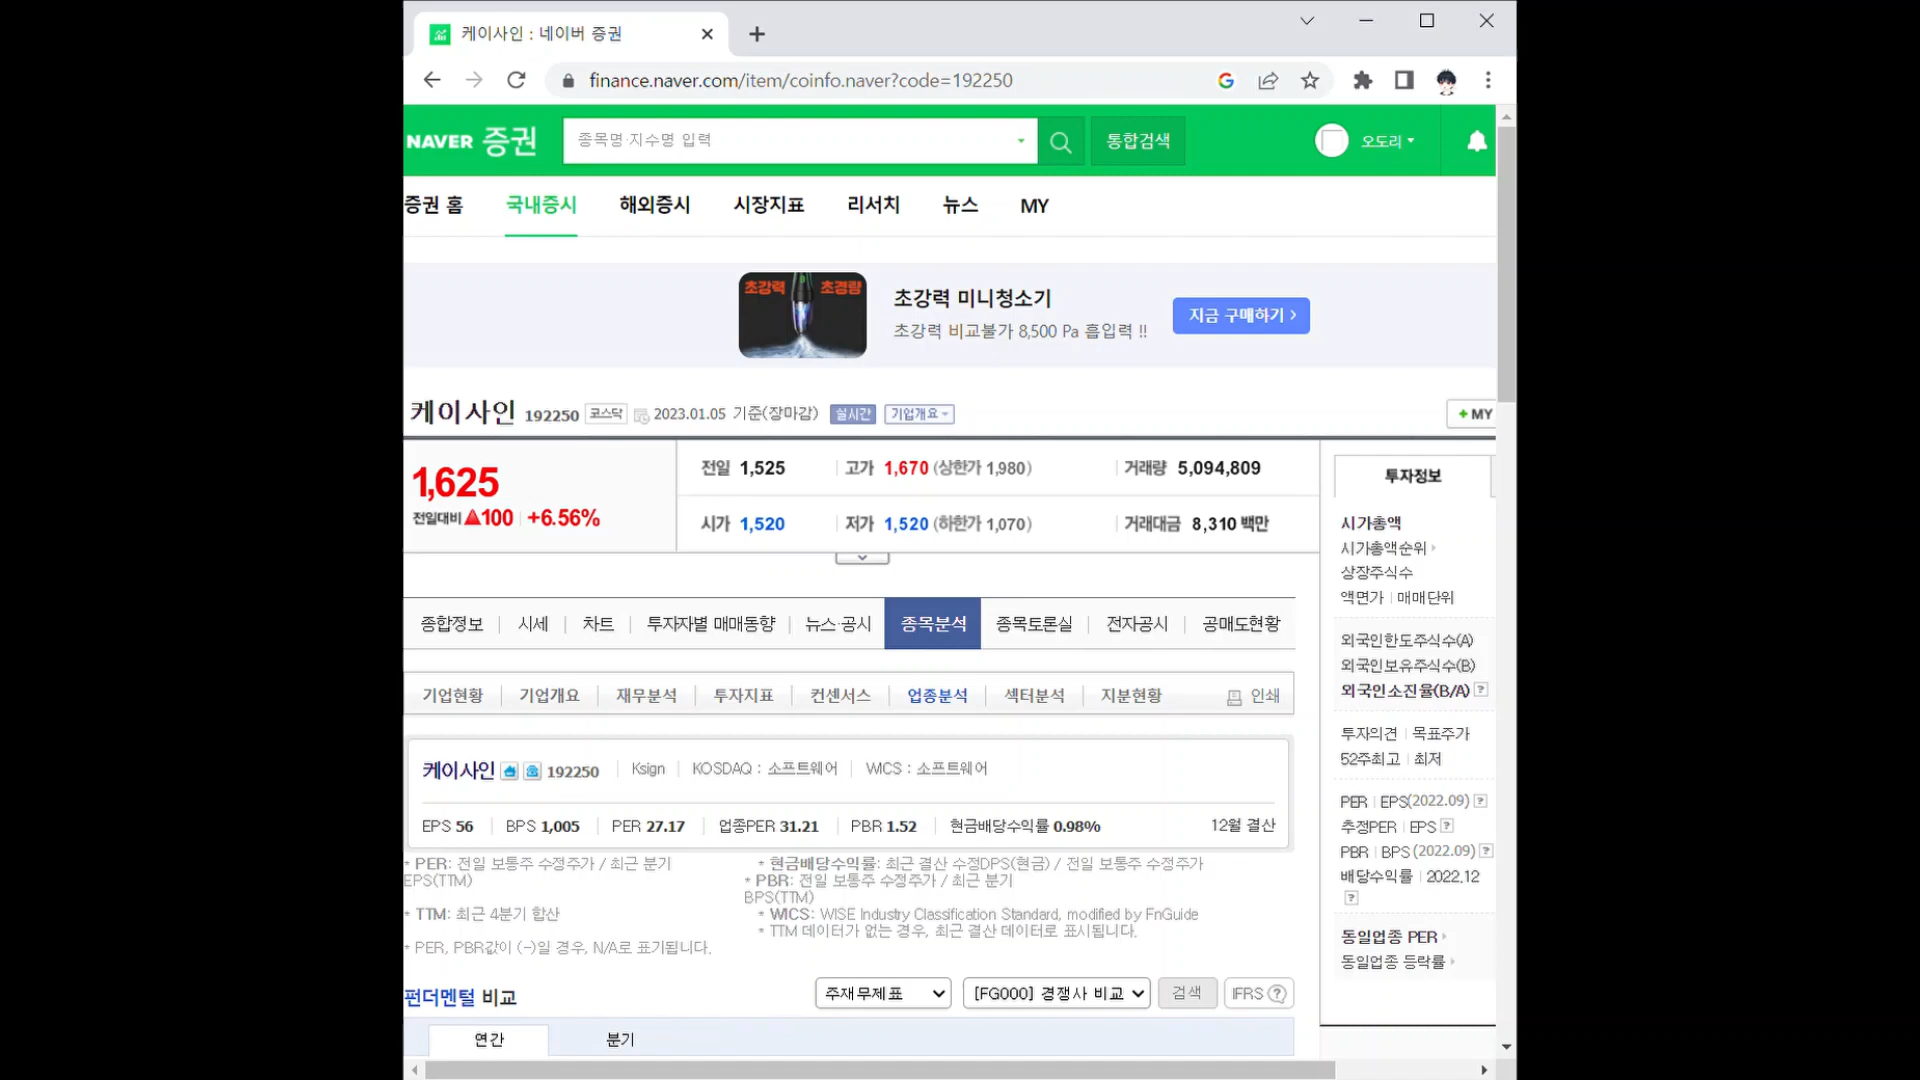 케이사인 : 네이버 증권
finance.naver.com/item/coinfo.naver?code=192250
NAVER 증권
종목명·지수명 입력
통합검색
오도리
증권 홈 국내증시 해외증시 시장지표 리서치 뉴스 MY
초강력 초경량
초강력 미니청소기
초강력 비교불가 8,500 Pa 흡입력 !!
지금 구매하기 >
케이사인 192250 코스닥 2023.01.05 기준(장마감) 실시간 기업개요
+ MY
1,625
전일대비 ▲100 +6.56%
전일 1,525 고가 1,670 (상한가 1,980) 거래량 5,094,809
시가 1,520 저가 1,520 (하한가 1,070) 거래대금 8,310 백만
종합정보 시세 차트 투자자별 매매동향 뉴스·공시 종목분석 종목토론실 전자공시 공매도현황
기업현황 기업개요 재무분석 투자지표 컨센서스 업종분석 섹터분석 지분현황 인쇄
케이사인 192250 Ksign KOSDAQ : 소프트웨어 WICS : 소프트웨어
EPS 56 BPS 1,005 PER 27.17 업종PER 31.21 PBR 1.52 현금배당수익률 0.98% 12월 결산
* PER: 전일 보통주 수정주가 / 최근 분기 EPS(TTM)
* 현금배당수익률: 최근 결산 수정DPS(현금) / 전일 보통주 수정주가
* PBR: 전일 보통주 수정주가 / 최근 분기 BPS(TTM)
* TTM: 최근 4분기 합산
* WICS: WISE Industry Classification Standard, modified by FnGuide
* TTM 데이터가 없는 경우, 최근 결산 데이터로 표시됩니다.
* PER, PBR값이 (-)일 경우, N/A로 표기됩니다.
펀더멘털 비교
주재무제표
[FG000] 경쟁사 비교
검색
IFRS ?
연간 분기
투자정보
시가총액
시가총액순위
상장주식수
액면가 매매단위
외국인한도주식수(A)
외국인보유주식수(B)
외국인소진율(B/A) ?
투자의견 목표주가
52주최고 최저
PER EPS(2022.09) ?
추정PER EPS ?
PBR BPS (2022.09) ?
배당수익률 2022.12
?
동일업종 PER
동일업종 등락률